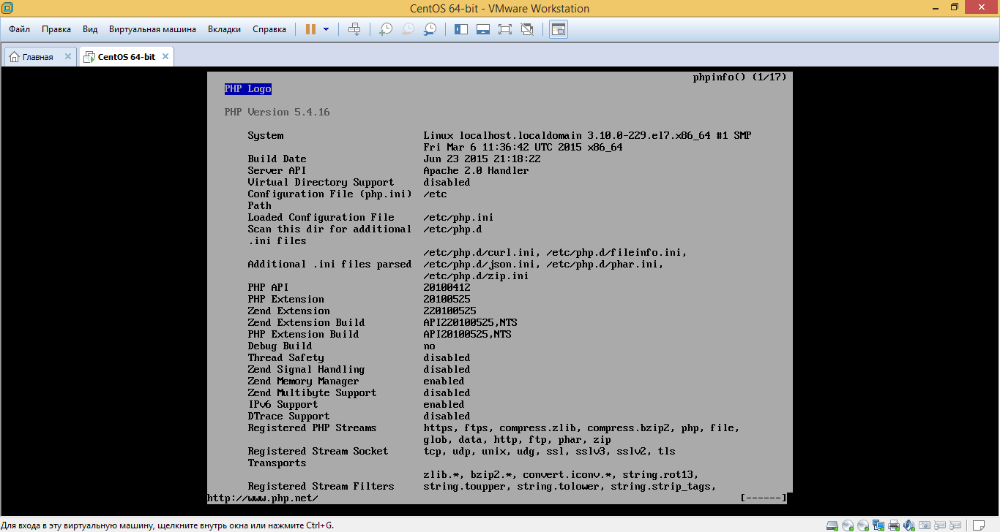 CentOS 64-bit - VMware Workstation
Файл Правка Вид Виртуальная машина Вкладки Справка
Главная CentOS 64-bit
phpinfo() (1/17)
PHP Logo
PHP Version 5.4.16
System Linux localhost.localdomain 3.10.0-229.el7.x86_64 #1 SMP
Fri Mar 6 11:36:42 UTC 2015 x86_64
Build Date Jun 23 2015 21:18:22
Server API Apache 2.0 Handler
Virtual Directory Support disabled
Configuration File (php.ini) /etc
Path
Loaded Configuration File /etc/php.ini
Scan this dir for additional /etc/php.d
.ini files
/etc/php.d/curl.ini, /etc/php.d/fileinfo.ini,
Additional .ini files parsed /etc/php.d/json.ini, /etc/php.d/phar.ini,
/etc/php.d/zip.ini
PHP API 20100412
PHP Extension 20100525
Zend Extension 220100525
Zend Extension Build API220100525,NTS
PHP Extension Build API20100525,NTS
Debug Build no
Thread Safety disabled
Zend Signal Handling disabled
Zend Memory Manager enabled
Zend Multibyte Support disabled
IPv6 Support enabled
DTrace Support disabled
Registered PHP Streams https, ftps, compress.zlib, compress.bzip2, php, file,
glob, data, http, ftp, phar, zip
Registered Stream Socket tcp, udp, unix, udg, ssl, sslv3, sslv2, tls
Transports
zlib.*, bzip2.*, convert.iconv.*, string.rot13,
Registered Stream Filters string.toupper, string.tolower, string.strip_tags,
http://www.php.net/ [------]
Для входа в эту виртуальную машину, щелкните внутрь окна или нажмите Ctrl+G.